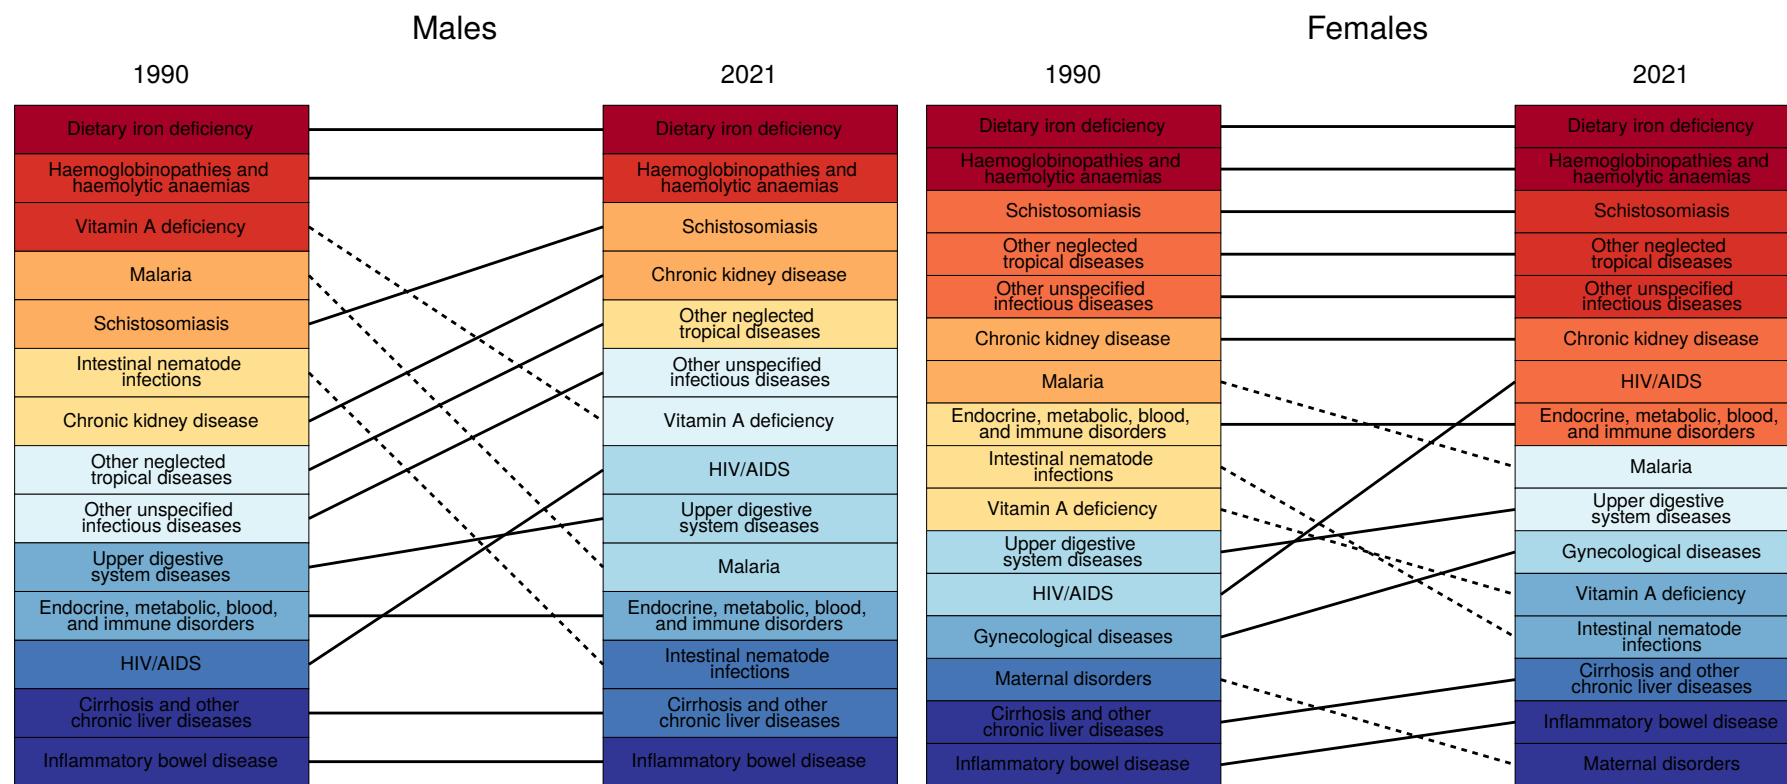 Males
1990
2021
Dietary iron deficiency
Haemoglobinopathies and
haemolytic anaemias
Vitamin A deficiency
Malaria
Schistosomiasis
Intestinal nematode
infections
Chronic kidney disease
Other neglected
tropical diseases
Other unspecified
infectious diseases
Upper digestive
system diseases
Endocrine, metabolic, blood,
and immune disorders
HIV/AIDS
Cirrhosis and other
chronic liver diseases
Inflammatory bowel disease
Dietary iron deficiency
Haemoglobinopathies and
haemolytic anaemias
Schistosomiasis
Chronic kidney disease
Other neglected
tropical diseases
Other unspecified
infectious diseases
Vitamin A deficiency
HIV/AIDS
Upper digestive
system diseases
Malaria
Endocrine, metabolic, blood,
and immune disorders
Intestinal nematode
infections
Cirrhosis and other
chronic liver diseases
Inflammatory bowel disease
Females
1990
2021
Dietary iron deficiency
Haemoglobinopathies and
haemolytic anaemias
Schistosomiasis
Other neglected
tropical diseases
Other unspecified
infectious diseases
Chronic kidney disease
Malaria
Endocrine, metabolic, blood,
and immune disorders
Intestinal nematode
infections
Vitamin A deficiency
Upper digestive
system diseases
HIV/AIDS
Gynecological diseases
Maternal disorders
Cirrhosis and other
chronic liver diseases
Inflammatory bowel disease
Dietary iron deficiency
Haemoglobinopathies and
haemolytic anaemias
Schistosomiasis
Other neglected
tropical diseases
Other unspecified
infectious diseases
Chronic kidney disease
HIV/AIDS
Endocrine, metabolic, blood,
and immune disorders
Malaria
Upper digestive
system diseases
Gynecological diseases
Vitamin A deficiency
Intestinal nematode
infections
Cirrhosis and other
chronic liver diseases
Inflammatory bowel disease
Maternal disorders